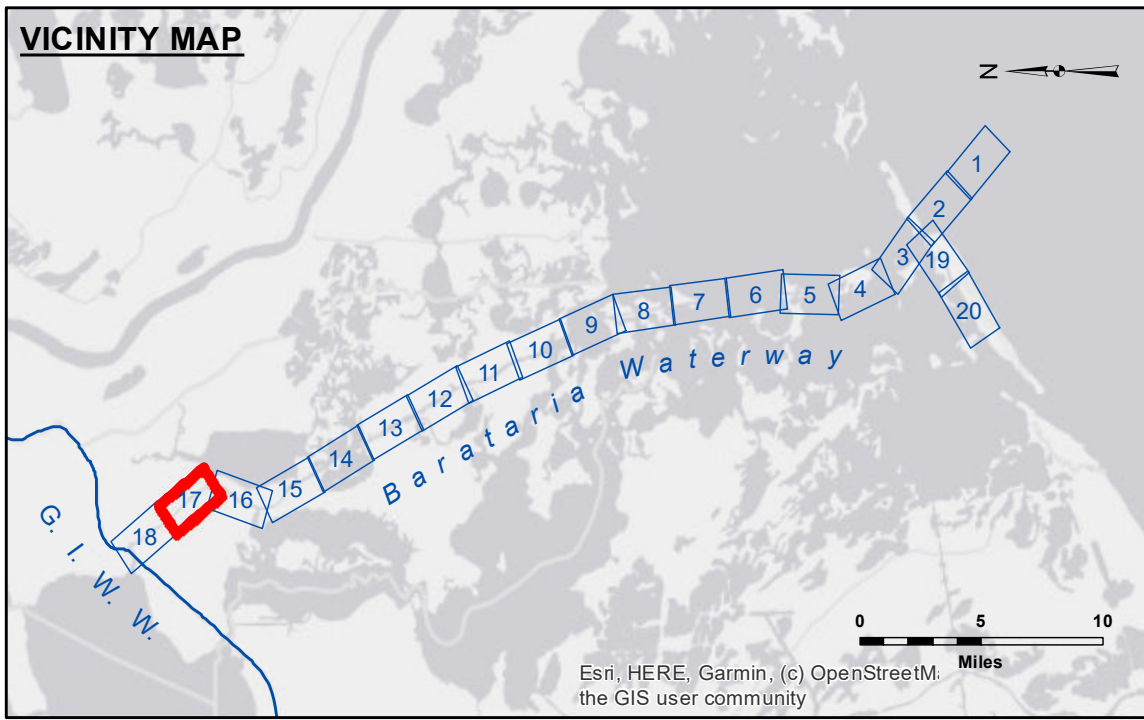 VICINITY MAP
N
1
2
3
19
4
20
5
6
7
8
9
10
11
12
13
14
15
16
17
18
Barataria Waterway
G. I. W. W.
0 5 10
Miles
Esri, HERE, Garmin, (c) OpenStreetM
the GIS user community